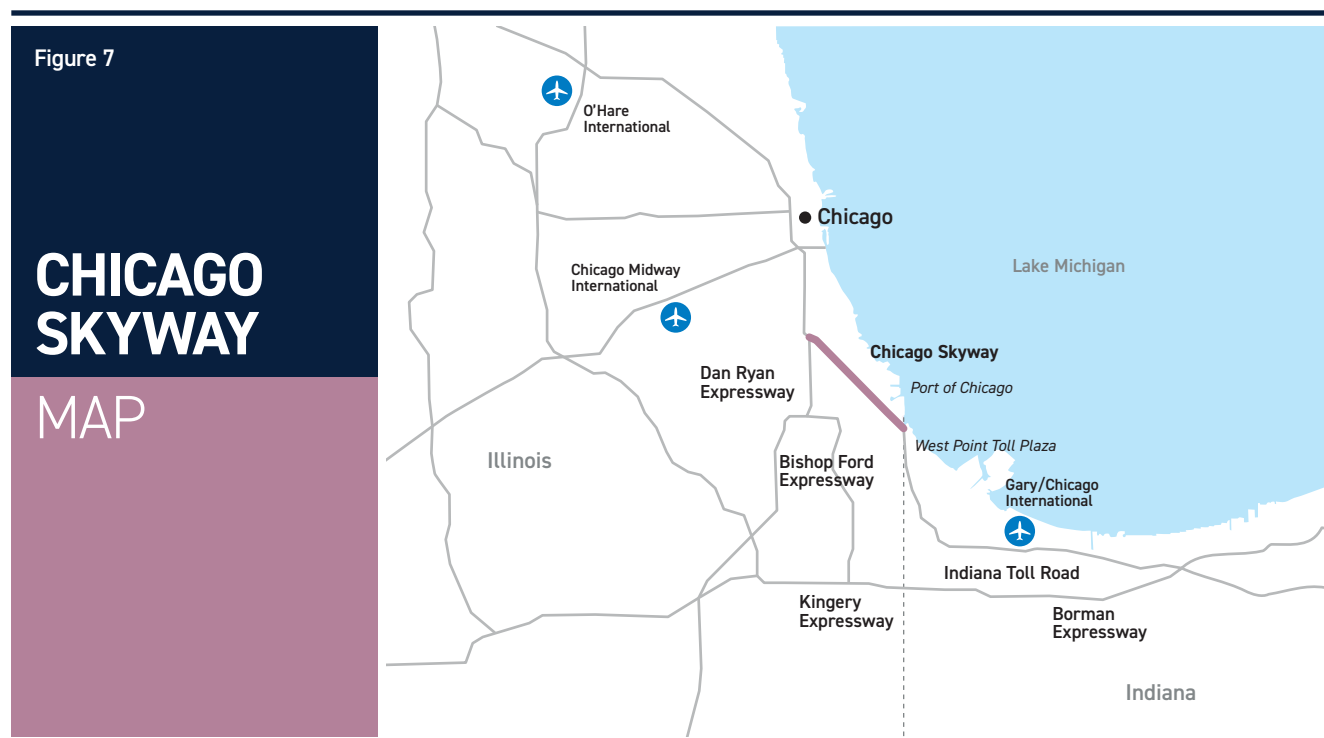 Figure 7
CHICAGO
SKYWAY
MAP
O'Hare
International
Chicago
Lake Michigan
Chicago Midway
International
Chicago Skyway
Dan Ryan
Expressway
Port of Chicago
West Point Toll Plaza
Illinois
Bishop Ford
Expressway
Gary/Chicago
International
Indiana Toll Road
Kingery
Expressway
Borman
Expressway
Indiana